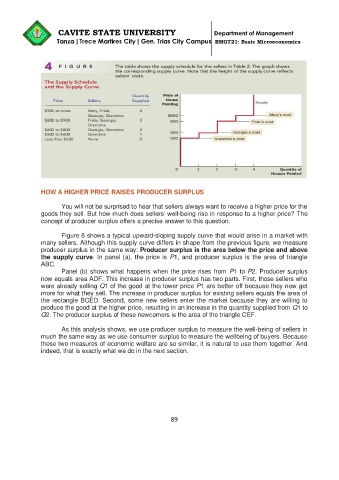 CAVITE STATE UNIVERSITY
Department of Management
Tanza |Trece Martires City | Gen. Trias City Campus
BMGT21: Basic Microeconomics
4 FIGURE
The Supply Schedule
and the Supply Curve
The table shows the supply schedule for the sellers in Table 2. The graph shows
the corresponding supply curve. Note that the height of the supply curve reflects
sellers' costs.
Price Sellers Quantity Supplied
$900 or more Mary, Frida, Georgia, Grandma 4
$800 to $900 Frida, Georgia, Grandma 3
$600 to $800 Georgia, Grandma 2
$500 to $600 Grandma 1
Less than $500 None 0
Price of
House
Painting
Supply
$900
Mary's cost
800
Frida's cost
600
Georgia's cost
500
Grandma's cost
0 1 2 3 4
Quantity of
Houses Painted
HOW A HIGHER PRICE RAISES PRODUCER SURPLUS
You will not be surprised to hear that sellers always want to receive a higher price for the
goods they sell. But how much does sellers' well-being rise in response to a higher price? The
concept of producer surplus offers a precise answer to this question.
Figure 6 shows a typical upward-sloping supply curve that would arise in a market with
many sellers. Although this supply curve differs in shape from the previous figure, we measure
producer surplus in the same way: Producer surplus is the area below the price and above
the supply curve. In panel (a), the price is P1, and producer surplus is the area of triangle
ABC.
Panel (b) shows what happens when the price rises from P1 to P2. Producer surplus
now equals area ADF. This increase in producer surplus has two parts. First, those sellers who
were already selling Q1 of the good at the lower price P1 are better off because they now get
more for what they sell. The increase in producer surplus for existing sellers equals the area of
the rectangle BCED. Second, some new sellers enter the market because they are willing to
produce the good at the higher price, resulting in an increase in the quantity supplied from Q1 to
Q2. The producer surplus of these newcomers is the area of the triangle CEF.
As this analysis shows, we use producer surplus to measure the well-being of sellers in
much the same way as we use consumer surplus to measure the wellbeing of buyers. Because
these two measures of economic welfare are so similar, it is natural to use them together. And
indeed, that is exactly what we do in the next section.
89